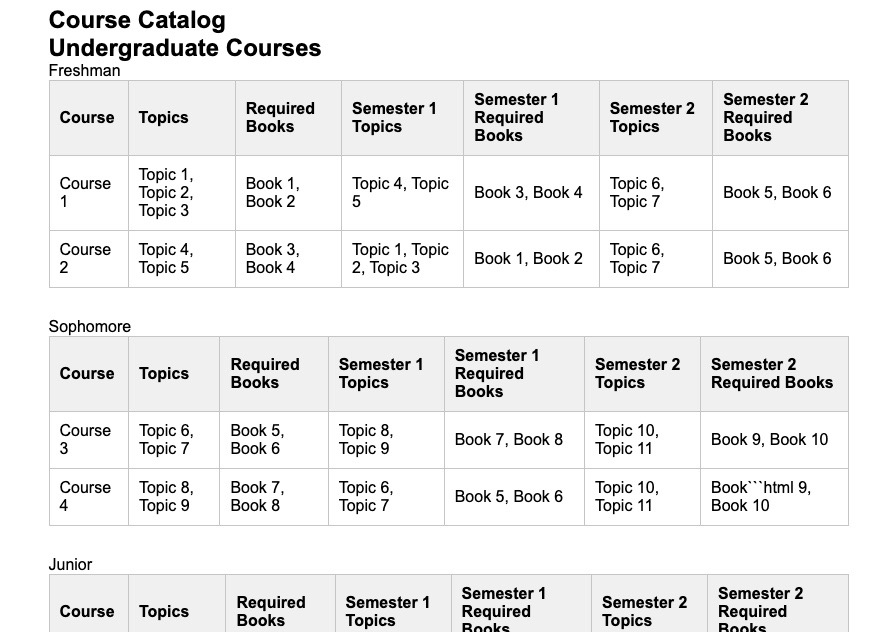 Course Catalog
Undergraduate Courses
Freshman
Course Topics Required Books Semester 1 Topics Semester 1 Required Books Semester 2 Topics Semester 2 Required Books
Course 1 Topic 1, Topic 2, Topic 3 Book 1, Book 2 Topic 4, Topic 5 Book 3, Book 4 Topic 6, Topic 7 Book 5, Book 6
Course 2 Topic 4, Topic 5 Book 3, Book 4 Topic 1, Topic 2, Topic 3 Book 1, Book 2 Topic 6, Topic 7 Book 5, Book 6
Sophomore
Course Topics Required Books Semester 1 Topics Semester 1 Required Books Semester 2 Topics Semester 2 Required Books
Course 3 Topic 6, Topic 7 Book 5, Book 6 Topic 8, Topic 9 Book 7, Book 8 Topic 10, Topic 11 Book 9, Book 10
Course 4 Topic 8, Topic 9 Book 7, Book 8 Topic 6, Topic 7 Book 5, Book 6 Topic 10, Topic 11 Book```html 9, Book 10
Junior
Course Topics Required Books Semester 1 Topics Semester 1 Required Books Semester 2 Topics Semester 2 Required Books